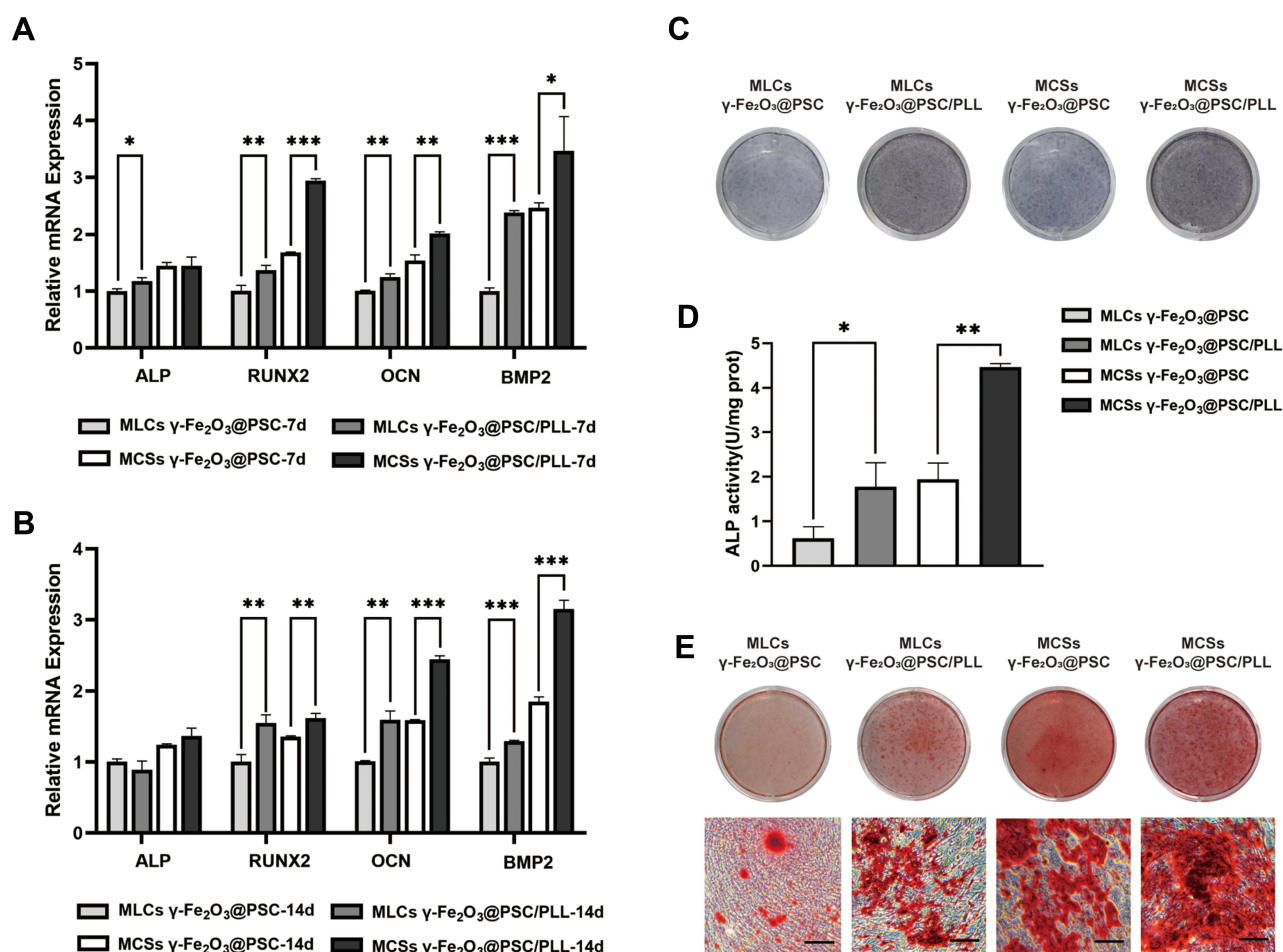 A
Relative mRNA Expression
5
4
3
2
1
0
*
**
***
**
**
***
*
ALP RUNX2 OCN BMP2
MLCs γ-Fe₂O₃@PSC-7d MLCs γ-Fe₂O₃@PSC/PLL-7d
MCSs γ-Fe₂O₃@PSC-7d MCSs γ-Fe₂O₃@PSC/PLL-7d
B
Relative mRNA Expression
4
3
2
1
0
**
**
**
***
***
***
ALP RUNX2 OCN BMP2
MLCs γ-Fe₂O₃@PSC-14d MLCs γ-Fe₂O₃@PSC/PLL-14d
MCSs γ-Fe₂O₃@PSC-14d MCSs γ-Fe₂O₃@PSC/PLL-14d
C
MLCs MLCs MCSs MCSs
γ-Fe₂O₃@PSC γ-Fe₂O₃@PSC/PLL γ-Fe₂O₃@PSC γ-Fe₂O₃@PSC/PLL
D
ALP activity(U/mg prot)
5
4
3
2
1
0
*
**
MLCs γ-Fe₂O₃@PSC
MLCs γ-Fe₂O₃@PSC/PLL
MCSs γ-Fe₂O₃@PSC
MCSs γ-Fe₂O₃@PSC/PLL
E
MLCs MLCs MCSs MCSs
γ-Fe₂O₃@PSC γ-Fe₂O₃@PSC/PLL γ-Fe₂O₃@PSC γ-Fe₂O₃@PSC/PLL